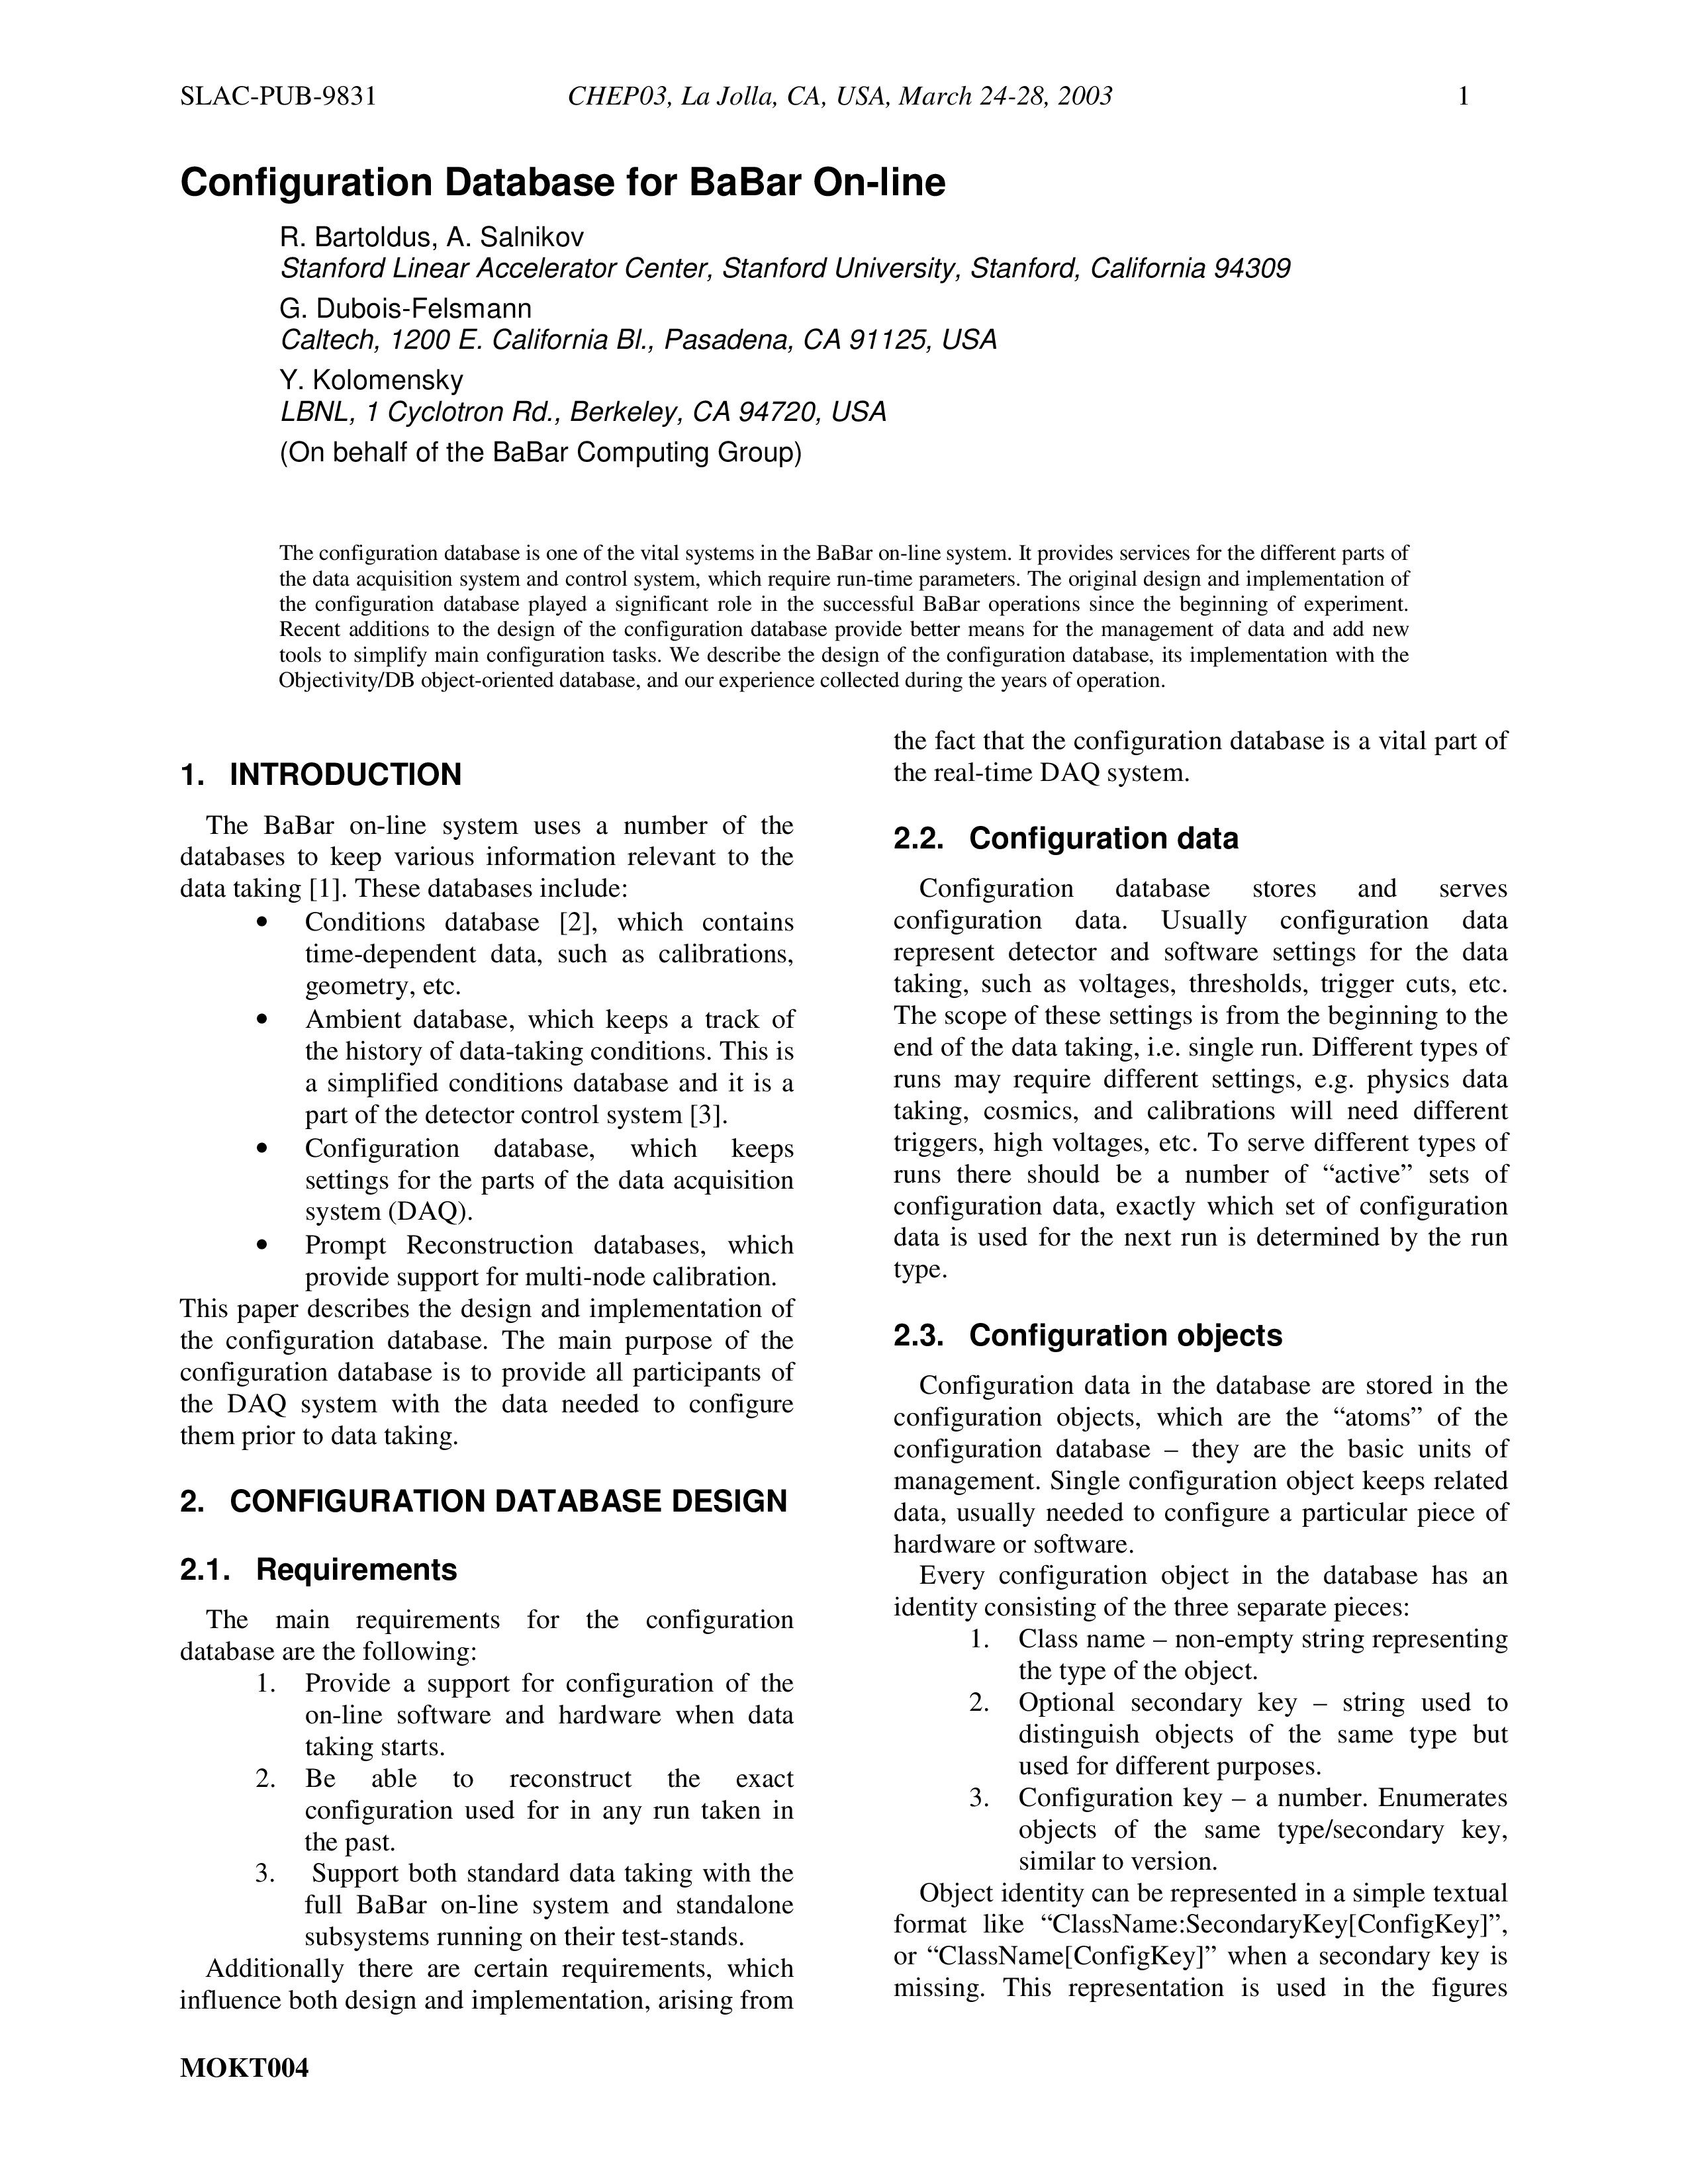 SLAC-PUB-9831 CHEP03, La Jolla, CA, USA, March 24-28, 2003 1
Configuration Database for BaBar On-line
R. Bartoldus, A. Salnikov
Stanford Linear Accelerator Center, Stanford University, Stanford, California 94309
G. Dubois-Felsmann
Caltech, 1200 E. California Bl., Pasadena, CA 91125, USA
Y. Kolomensky
LBNL, 1 Cyclotron Rd., Berkeley, CA 94720, USA
(On behalf of the BaBar Computing Group)
The configuration database is one of the vital systems in the BaBar on-line system. It provides services for the different parts of
the data acquisition system and control system, which require run-time parameters. The original design and implementation of
the configuration database played a significant role in the successful BaBar operations since the beginning of experiment.
Recent additions to the design of the configuration database provide better means for the management of data and add new
tools to simplify main configuration tasks. We describe the design of the configuration database, its implementation with the
Objectivity/DB object-oriented database, and our experience collected during the years of operation.
1. INTRODUCTION
The BaBar on-line system uses a number of the
databases to keep various information relevant to the
data taking [1]. These databases include:
• Conditions database [2], which contains
time-dependent data, such as calibrations,
geometry, etc.
• Ambient database, which keeps a track of
the history of data-taking conditions. This is
a simplified conditions database and it is a
part of the detector control system [3].
• Configuration database, which keeps
settings for the parts of the data acquisition
system (DAQ).
• Prompt Reconstruction databases, which
provide support for multi-node calibration.
This paper describes the design and implementation of
the configuration database. The main purpose of the
configuration database is to provide all participants of
the DAQ system with the data needed to configure
them prior to data taking.
2. CONFIGURATION DATABASE DESIGN
2.1. Requirements
The main requirements for the configuration
database are the following:
1. Provide a support for configuration of the
on-line software and hardware when data
taking starts.
2. Be able to reconstruct the exact
configuration used for in any run taken in
the past.
3. Support both standard data taking with the
full BaBar on-line system and standalone
subsystems running on their test-stands.
Additionally there are certain requirements, which
influence both design and implementation, arising from
the fact that the configuration database is a vital part of
the real-time DAQ system.
2.2. Configuration data
Configuration database stores and serves
configuration data. Usually configuration data
represent detector and software settings for the data
taking, such as voltages, thresholds, trigger cuts, etc.
The scope of these settings is from the beginning to the
end of the data taking, i.e. single run. Different types of
runs may require different settings, e.g. physics data
taking, cosmics, and calibrations will need different
triggers, high voltages, etc. To serve different types of
runs there should be a number of “active” sets of
configuration data, exactly which set of configuration
data is used for the next run is determined by the run
type.
2.3. Configuration objects
Configuration data in the database are stored in the
configuration objects, which are the “atoms” of the
configuration database – they are the basic units of
management. Single configuration object keeps related
data, usually needed to configure a particular piece of
hardware or software.
Every configuration object in the database has an
identity consisting of the three separate pieces:
1. Class name – non-empty string representing
the type of the object.
2. Optional secondary key – string used to
distinguish objects of the same type but
used for different purposes.
3. Configuration key – a number. Enumerates
objects of the same type/secondary key,
similar to version.
Object identity can be represented in a simple textual
format like “ClassName:SecondaryKey[ConfigKey]”,
or “ClassName[ConfigKey]” when a secondary key is
missing. This representation is used in the figures
MOKT004